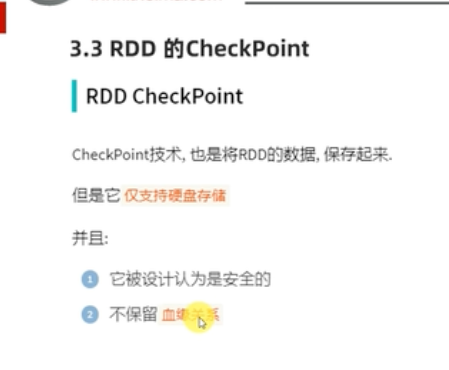 3.3 RDD 的CheckPoint
RDD CheckPoint
CheckPoint技术, 也是将RDD的数据, 保存起来.
但是它 仅支持硬盘存储
并且:
1 它被设计认为是安全的
2 不保留 血缘关系